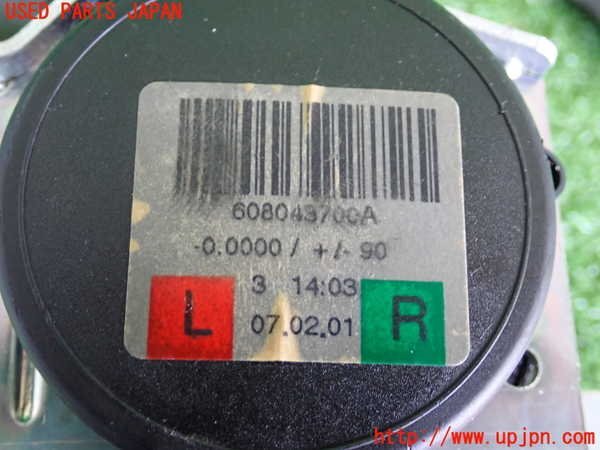 USED PARTS JAPAN
608043700A
-0.0000 / +/- 90
L 3 14:03 R
07.02.01
http://www.upjpn.com/